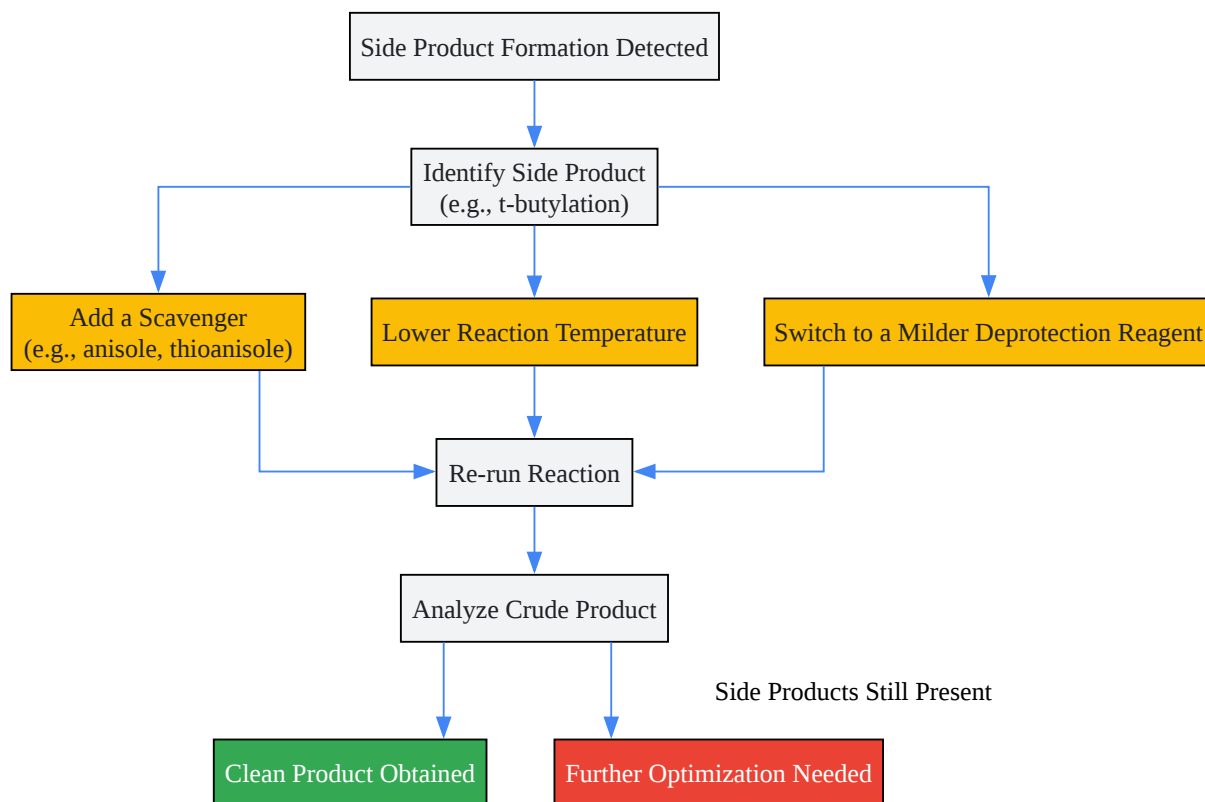 Side Product Formation Detected
Identify Side Product
(e.g., t-butylation)
Add a Scavenger
(e.g., anisole, thioanisole)
Lower Reaction Temperature
Switch to a Milder Deprotection Reagent
Re-run Reaction
Analyze Crude Product
Side Products Still Present
Clean Product Obtained
Further Optimization Needed